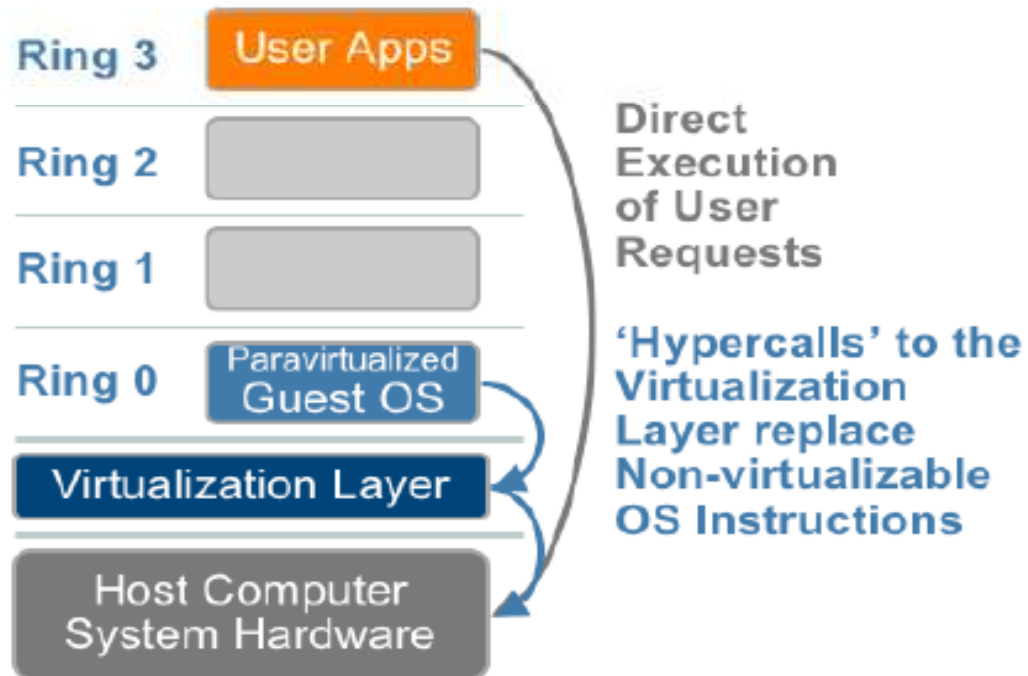 Ring 3
User Apps
Ring 2
Ring 1
Ring 0
Paravirtualized
Guest OS
Virtualization Layer
Host Computer
System Hardware
Direct
Execution
of User
Requests
‘Hypercalls’ to the
Virtualization
Layer replace
Non-virtualizable
OS Instructions